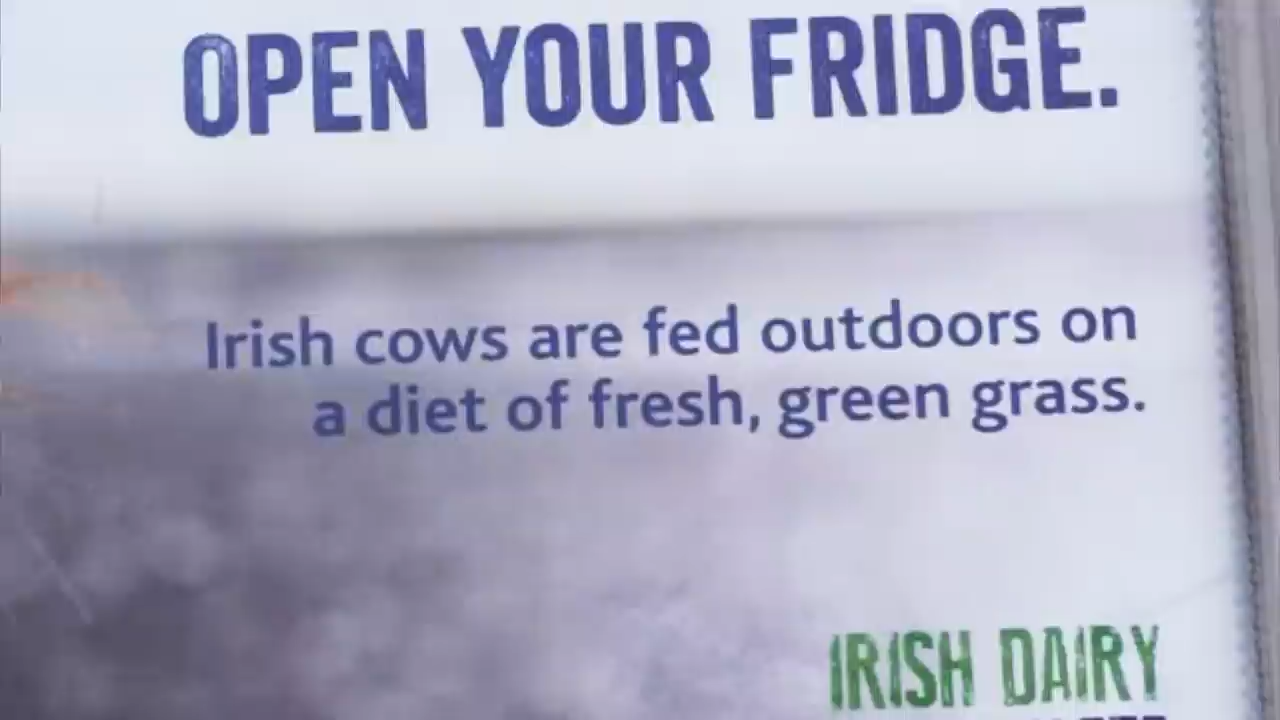 OPEN YOUR FRIDGE.
Irish cows are fed outdoors on
a diet of fresh, green grass.
IRISH DAIRY